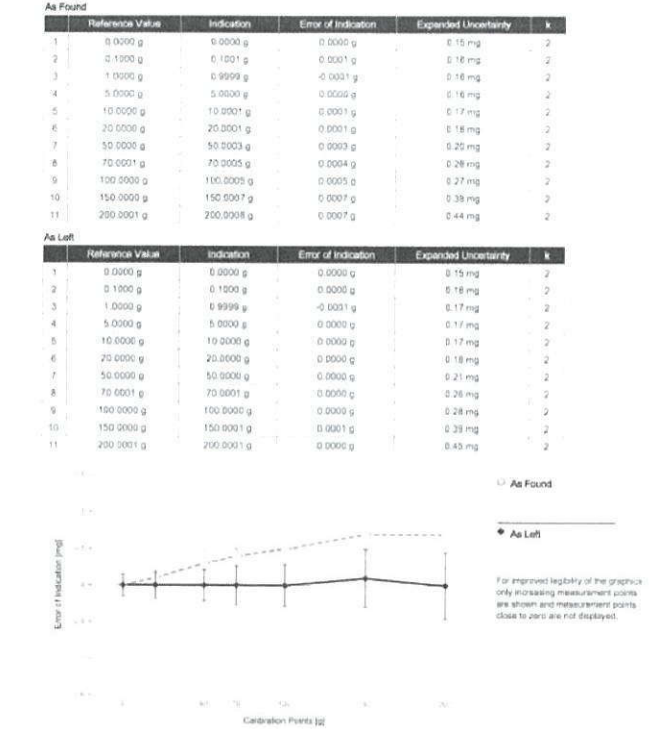 As Found
Reference Value Indication Error of Indication Expanded Uncertainty k
1 0.0000 g 0.0000 g 0.0000 g 0.15 mg 2
2 0.1000 g 0.1001 g 0.0001 g 0.16 mg 2
3 1.0000 g 0.9999 g -0.0001 g 0.16 mg 2
4 5.0000 g 5.0000 g 0.0000 g 0.16 mg 2
5 10.0000 g 10.0001 g 0.0001 g 0.17 mg 2
6 20.0000 g 20.0001 g 0.0001 g 0.18 mg 2
7 50.0000 g 50.0003 g 0.0003 g 0.20 mg 2
8 70.0001 g 70.0005 g 0.0004 g 0.28 mg 2
9 100.0000 g 100.0005 g 0.0005 g 0.27 mg 2
10 150.0000 g 150.0007 g 0.0007 g 0.38 mg 2
11 200.0001 g 200.0008 g 0.0007 g 0.44 mg 2
As Left
Reference Value Indication Error of Indication Expanded Uncertainty k
1 0.0000 g 0.0000 g 0.0000 g 0.15 mg 2
2 0.1000 g 0.1000 g 0.0000 g 0.16 mg 2
3 1.0000 g 0.9999 g -0.0001 g 0.17 mg 2
4 5.0000 g 5.0000 g 0.0000 g 0.17 mg 2
5 10.0000 g 10.0000 g 0.0000 g 0.17 mg 2
6 20.0000 g 20.0000 g 0.0000 g 0.18 mg 2
7 50.0000 g 50.0000 g 0.0000 g 0.21 mg 2
8 70.0001 g 70.0001 g 0.0000 g 0.28 mg 2
9 100.0000 g 100.0000 g 0.0000 g 0.28 mg 2
10 150.0000 g 150.0001 g 0.0001 g 0.39 mg 2
11 200.0001 g 200.0001 g 0.0000 g 0.45 mg 2
As Found
As Left
For improved legibility of the graphics
only increasing measurement points
are shown and measurement points
close to zero are not displayed.
Error of Indication [mg]
Calibration Points [g]